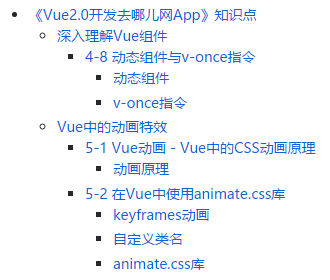 《Vue2.0开发去哪儿网App》知识点
深入理解Vue组件
4-8 动态组件与v-once指令
动态组件
v-once指令
Vue中的动画特效
5-1 Vue动画 - Vue中的CSS动画原理
动画原理
5-2 在Vue中使用animate.css库
keyframes动画
自定义类名
animate.css库